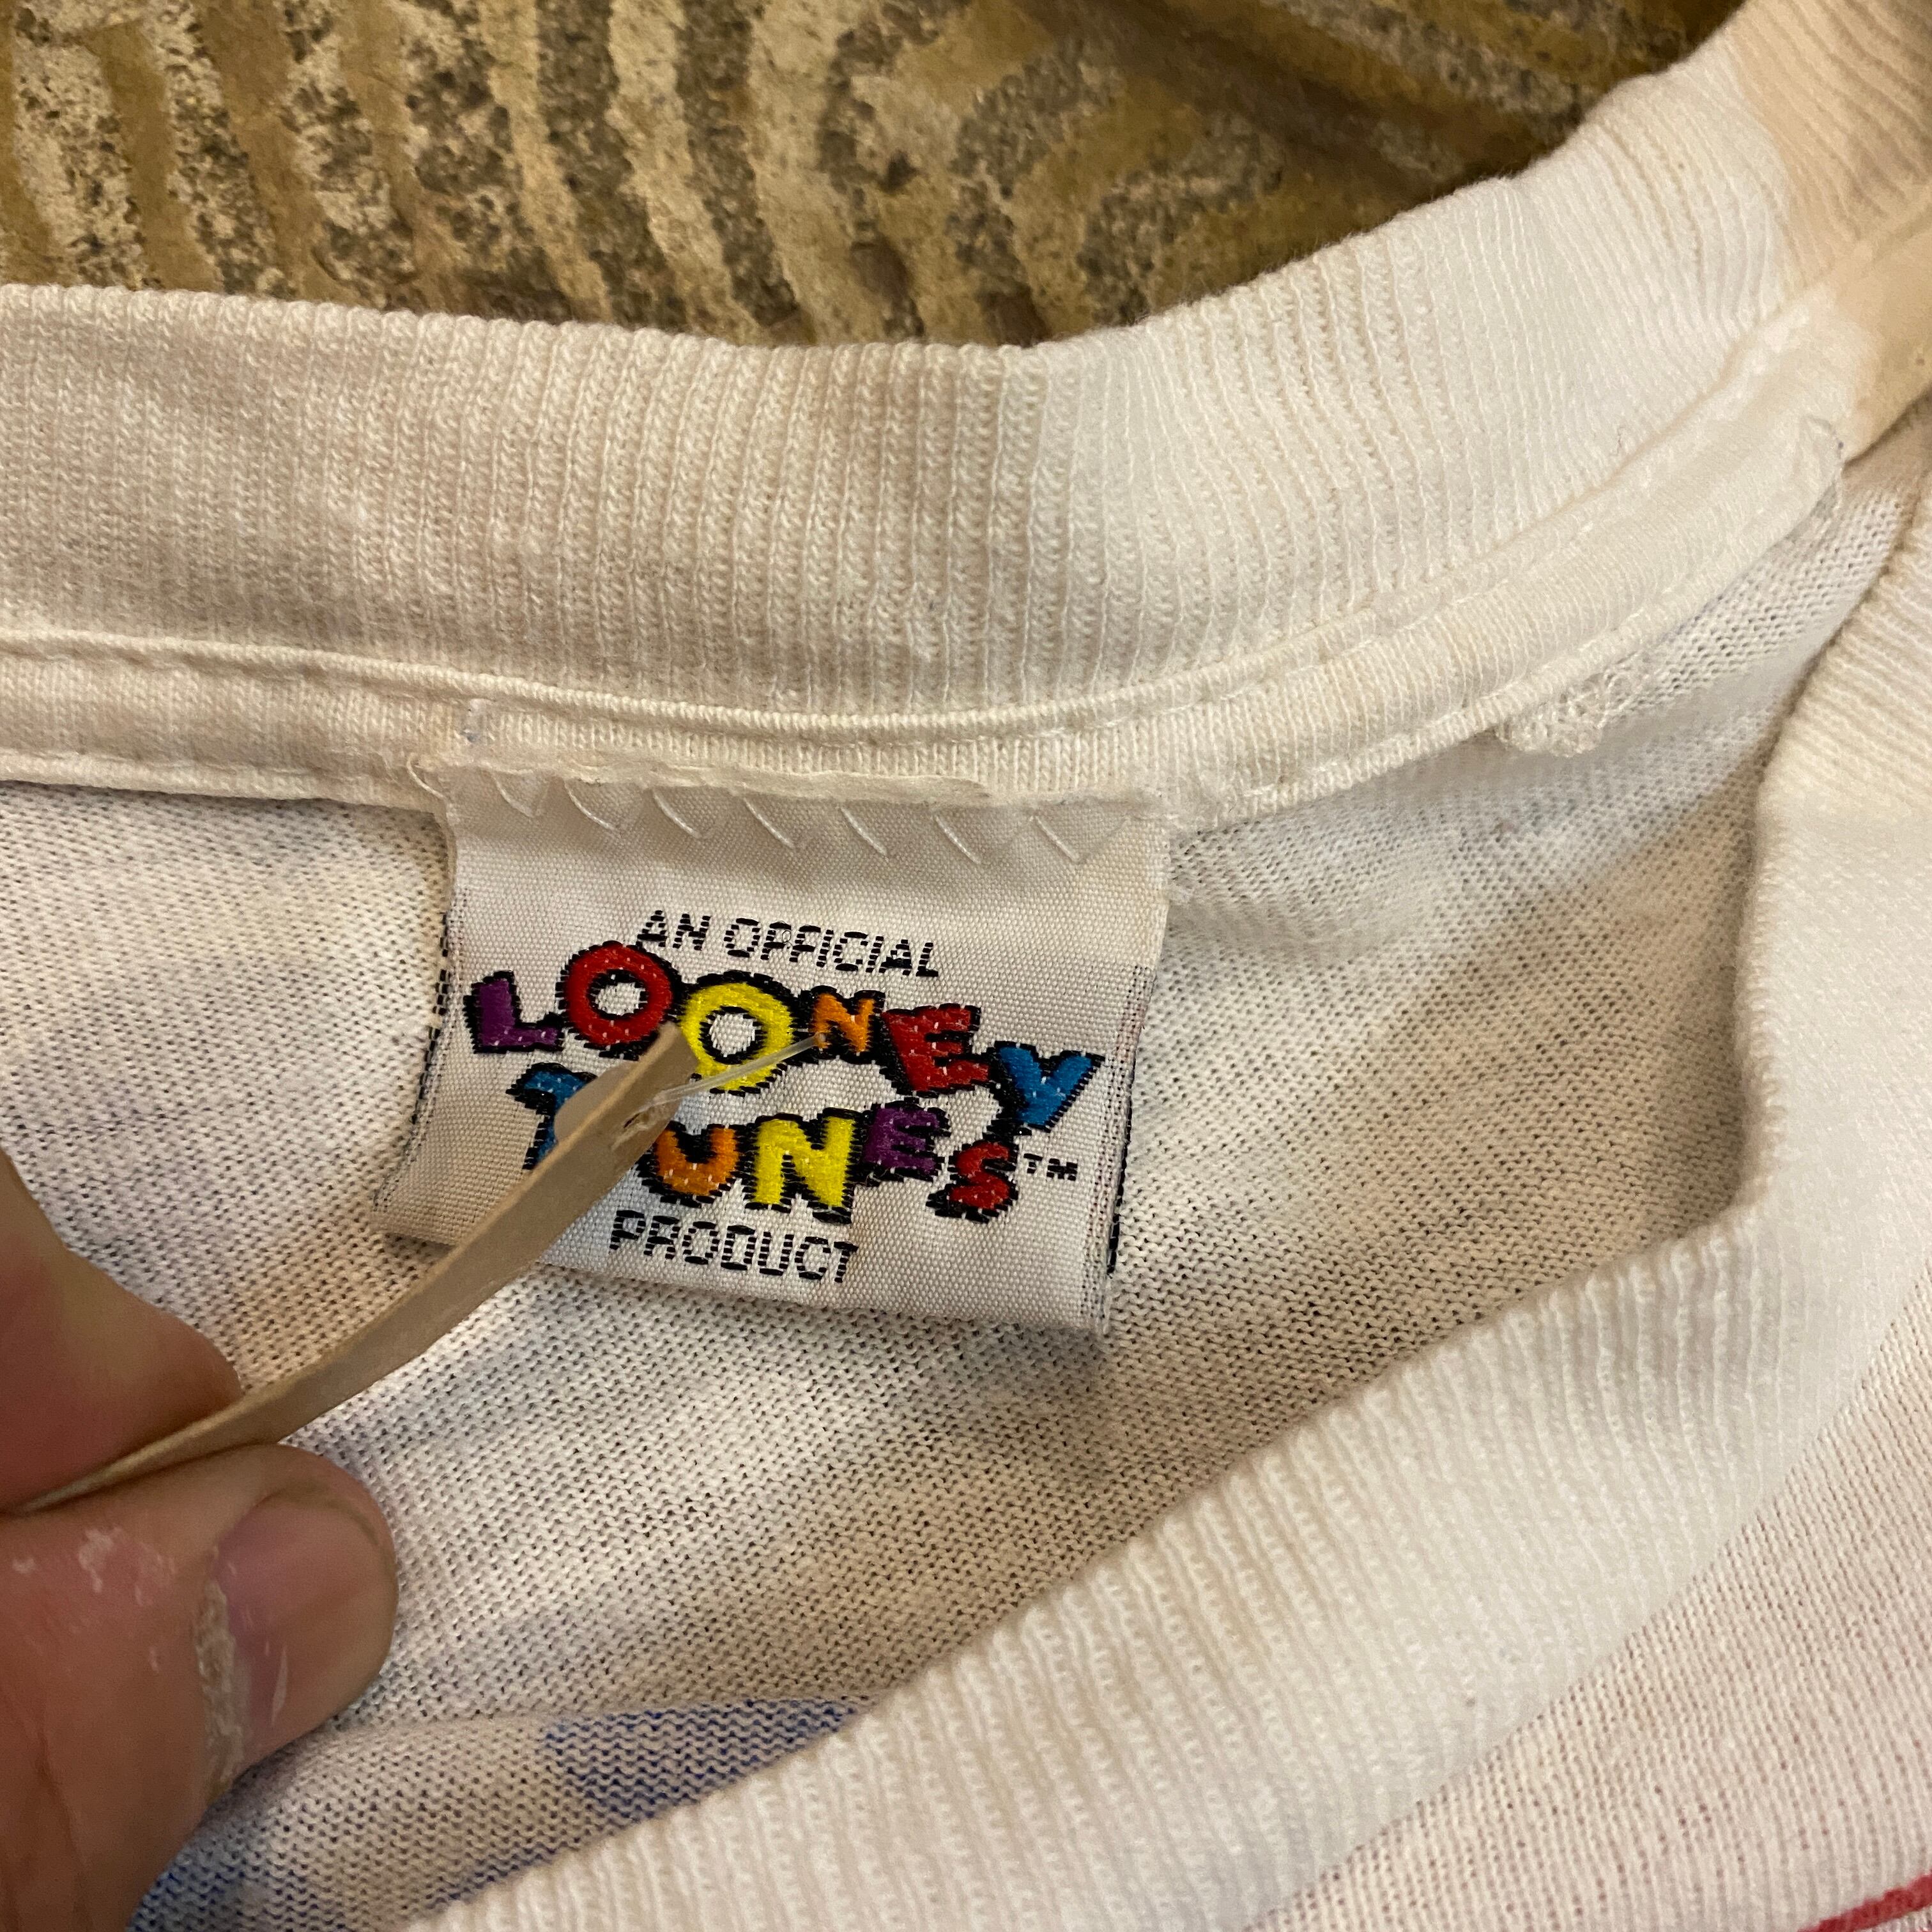 AN OFFICIAL
LOONEY
TUNES™
PRODUCT